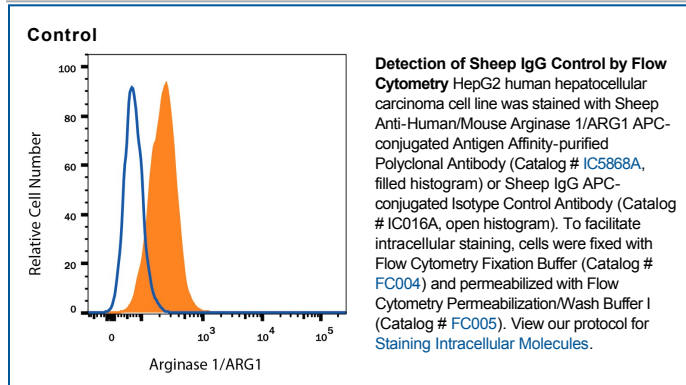 Control
100
80
60
40
20
0
Relative Cell Number
0
10³
10⁴
10⁵
Arginase 1/ARG1
Detection of Sheep IgG Control by Flow
Cytometry HepG2 human hepatocellular
carcinoma cell line was stained with Sheep
Anti-Human/Mouse Arginase 1/ARG1 APC-
conjugated Antigen Affinity-purified
Polyclonal Antibody (Catalog # IC5868A,
filled histogram) or Sheep IgG APC-
conjugated Isotype Control Antibody (Catalog
# IC016A, open histogram). To facilitate
intracellular staining, cells were fixed with
Flow Cytometry Fixation Buffer (Catalog #
FC004) and permeabilized with Flow
Cytometry Permeabilization/Wash Buffer I
(Catalog # FC005). View our protocol for
Staining Intracellular Molecules.